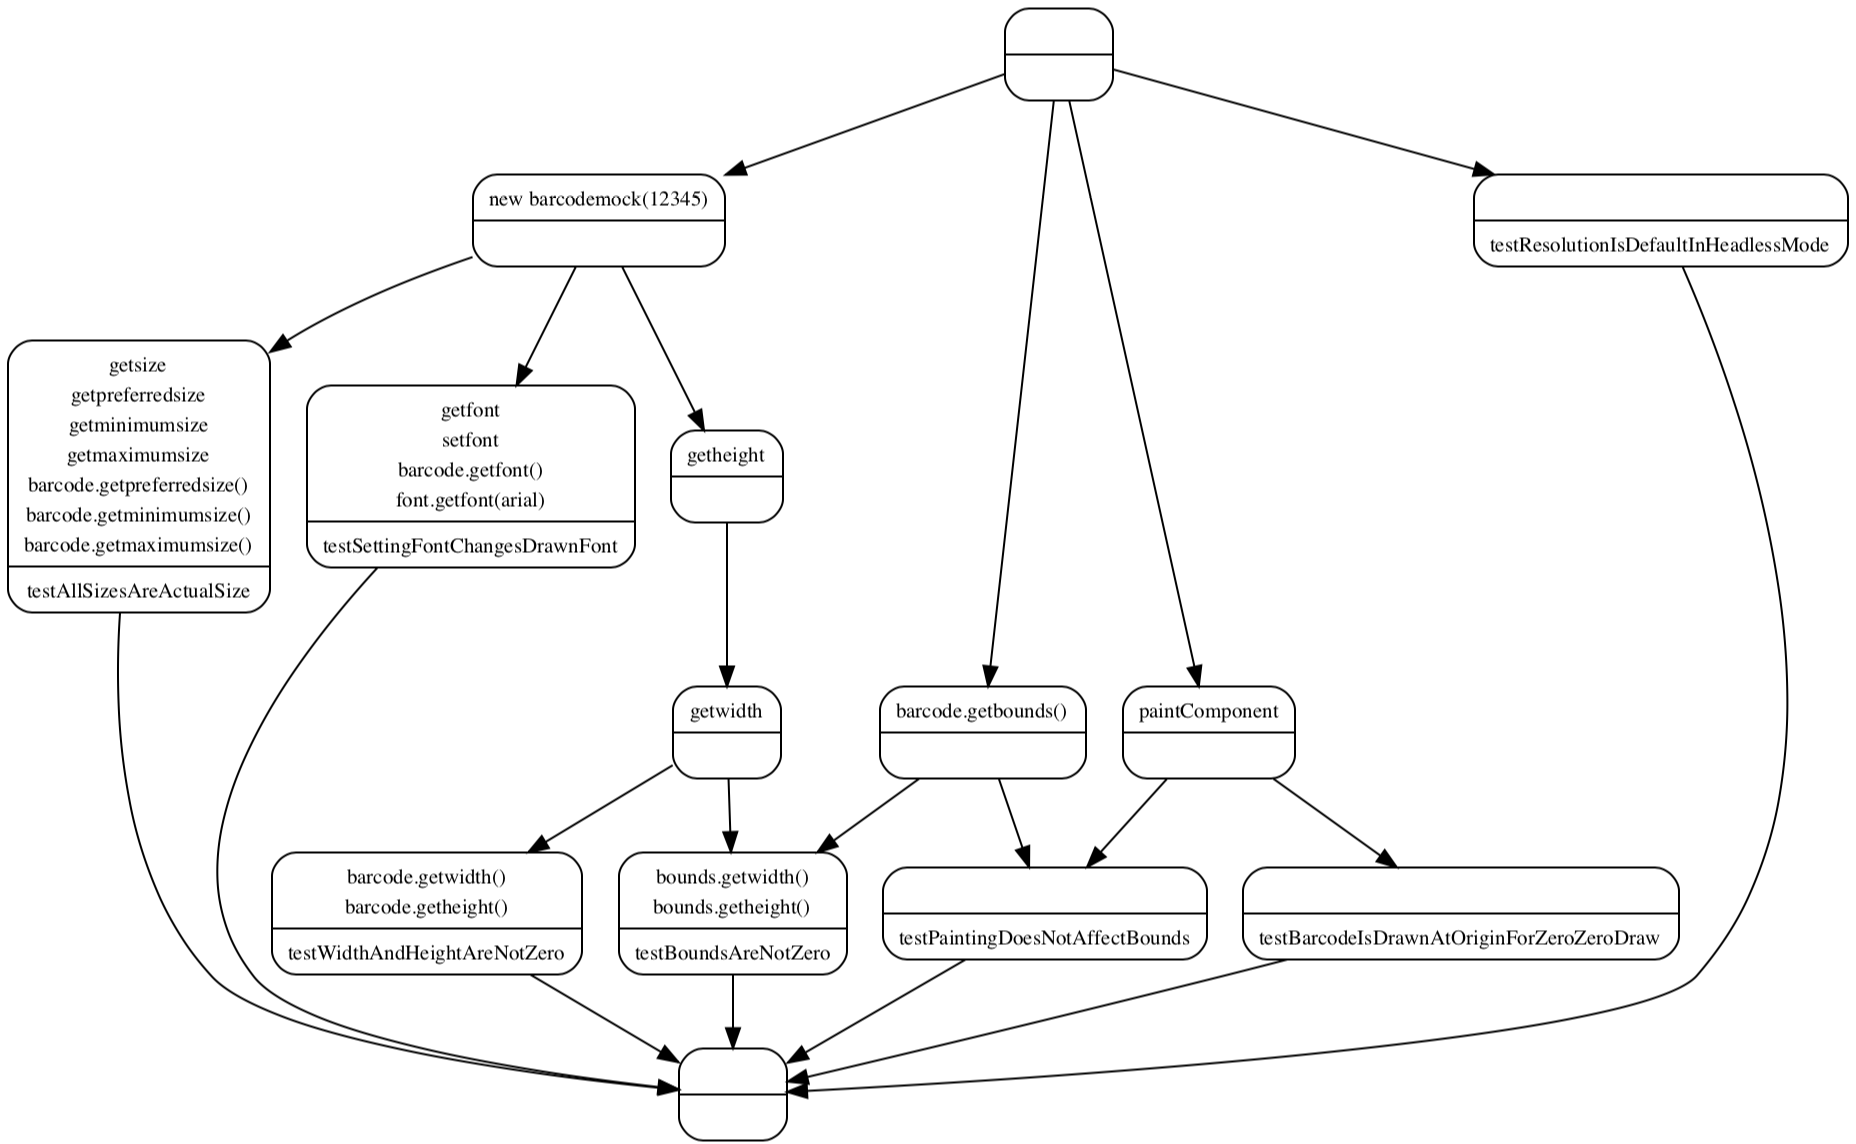 new barcodemock(12345)
testResolutionIsDefaultInHeadlessMode
getsize
getpreferredsize
getminimumsize
getmaximumsize
barcode.getpreferredsize()
barcode.getminimumsize()
barcode.getmaximumsize()
testAllSizesAreActualSize
getfont
setfont
barcode.getfont()
font.getfont(arial)
testSettingFontChangesDrawnFont
getheight
getwidth
barcode.getbounds()
paintComponent
barcode.getwidth()
barcode.getheight()
testWidthAndHeightAreNotZero
bounds.getwidth()
bounds.getheight()
testBoundsAreNotZero
testPaintingDoesNotAffectBounds
testBarcodeIsDrawnAtOriginForZeroZeroDraw